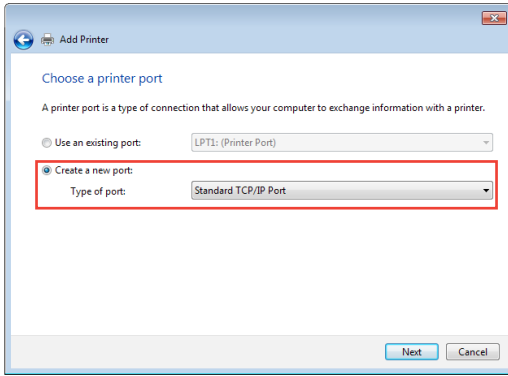 Add Printer
Choose a printer port
A printer port is a type of connection that allows your computer to exchange information with a printer.
Use an existing port: LPT1: (Printer Port)
Create a new port:
Type of port: Standard TCP/IP Port
Next Cancel